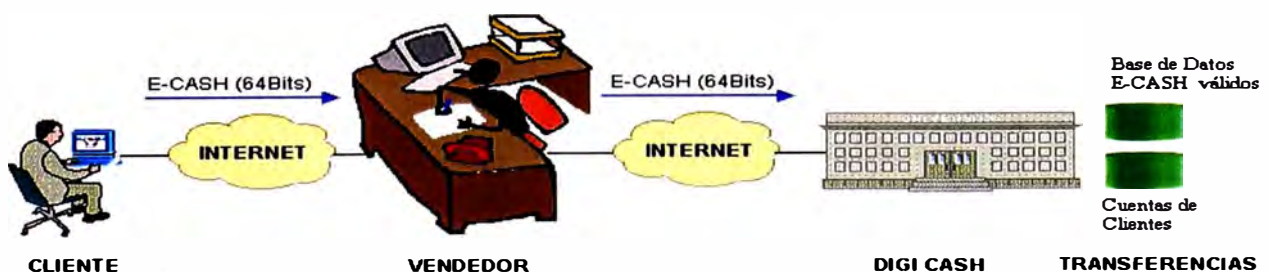 Base de Datos
E-CASH válidos
E-CASH (64Bits)
E-CASH (64Bits)
INTERNET
INTERNET
Cuentas de
Clientes
CLIENTE
VENDEDOR
DIGI CASH
TRANSFERENCIAS